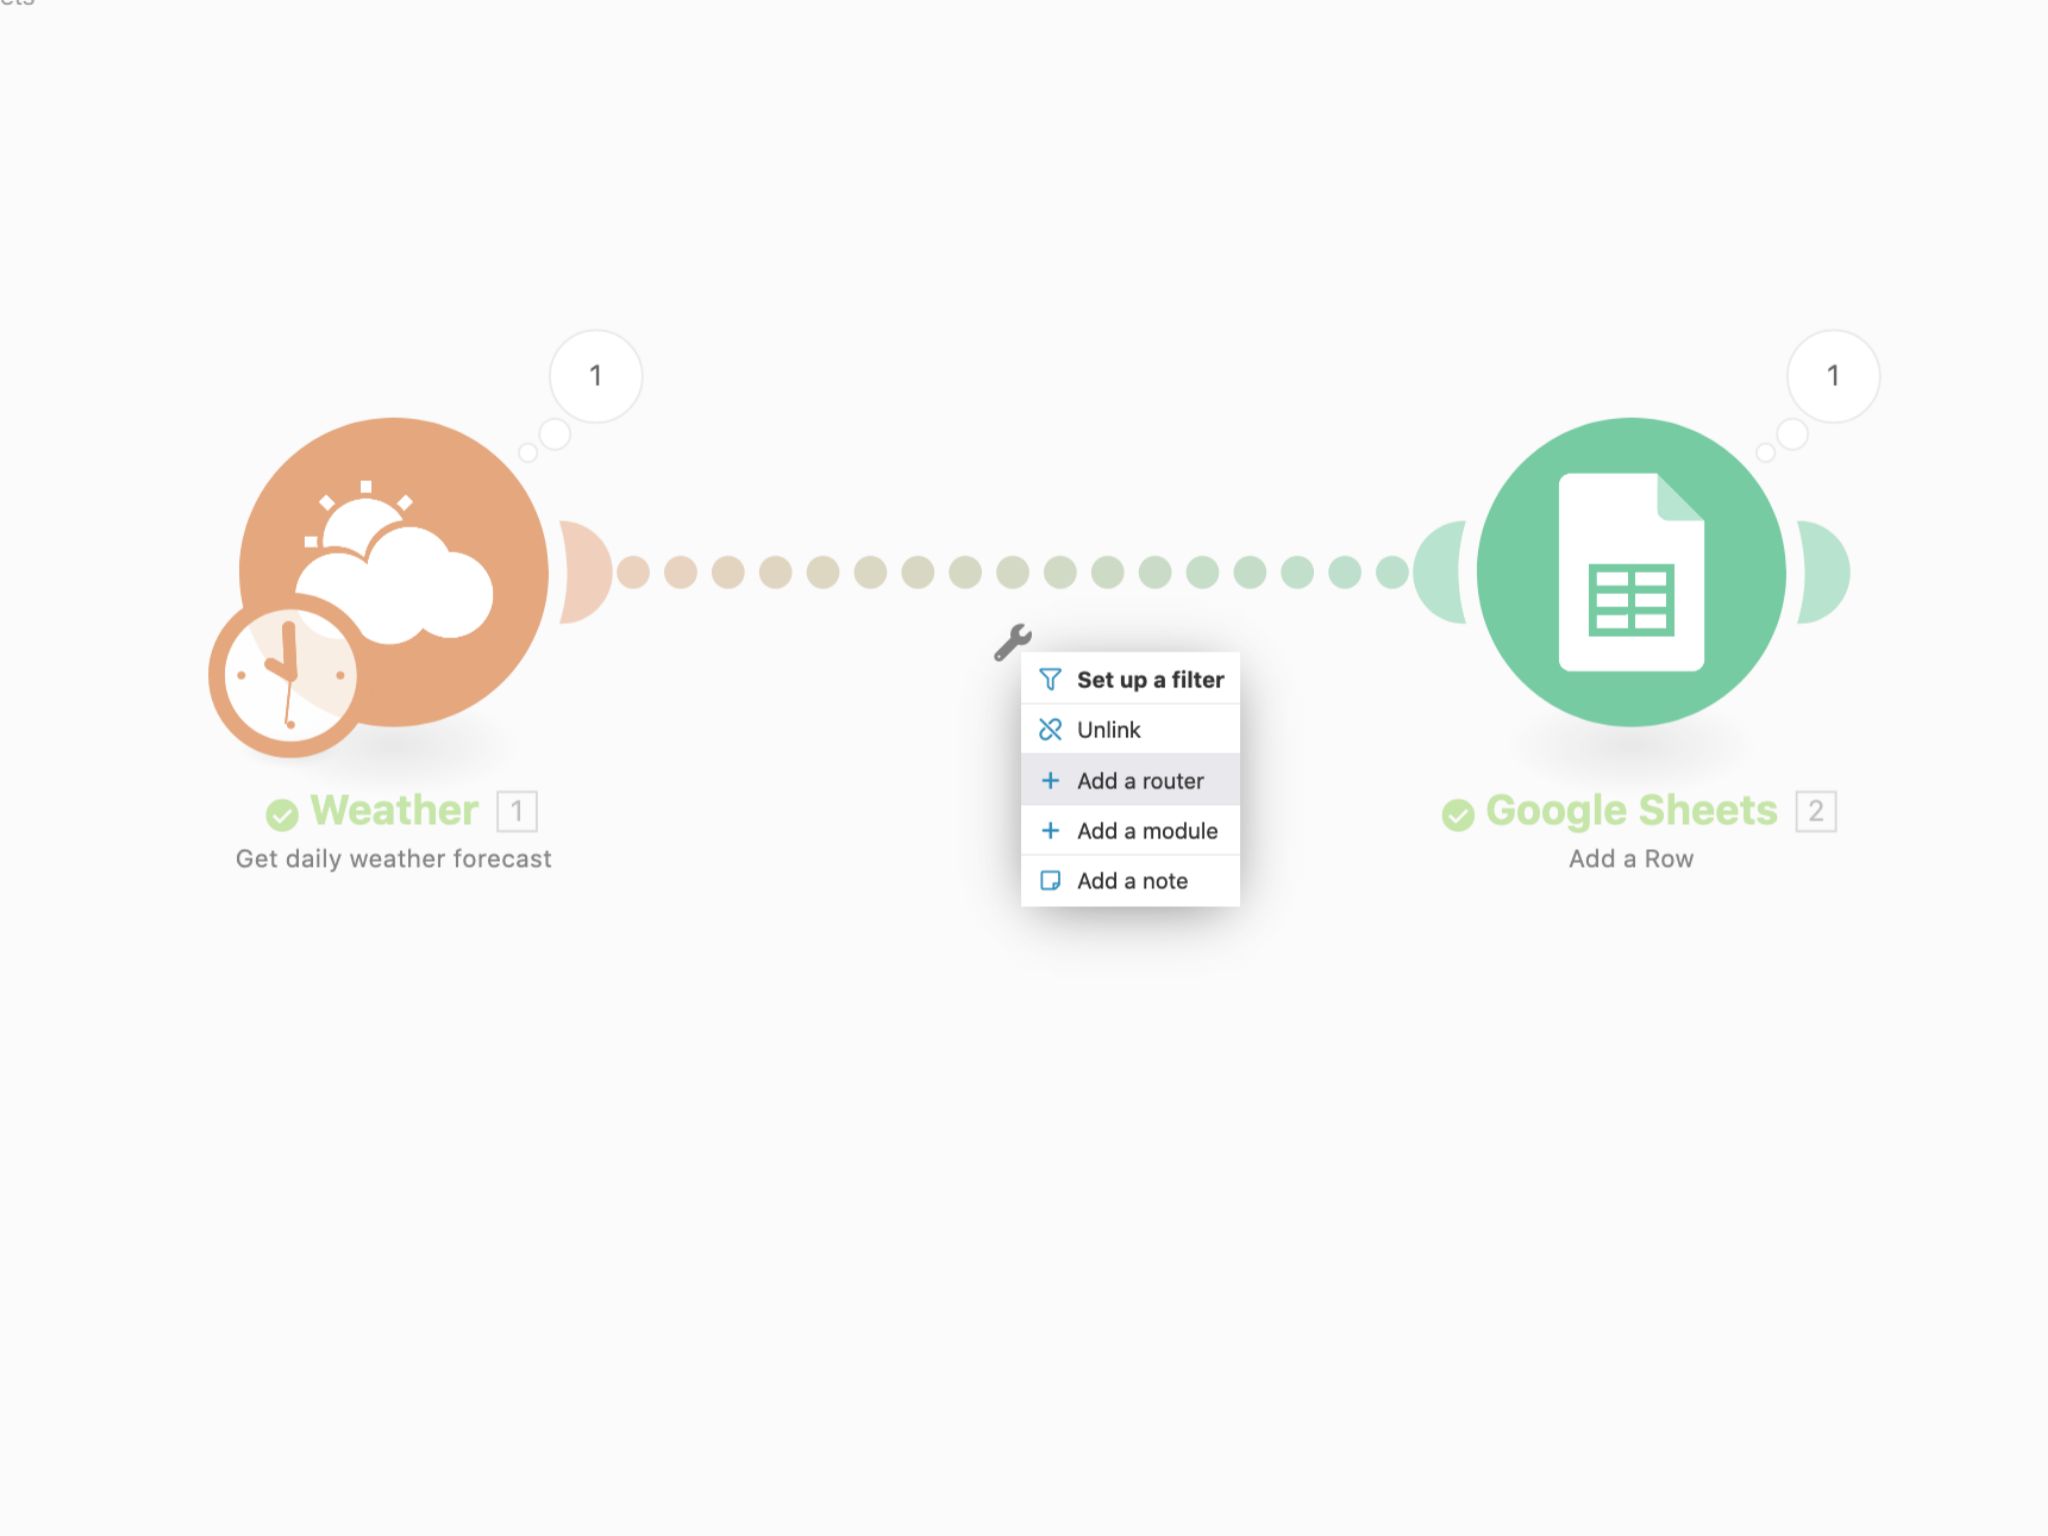 1
1
Set up a filter
Unlink
Add a router
Add a module
Add a note
Weather 1
Get daily weather forecast
Google Sheets 2
Add a Row